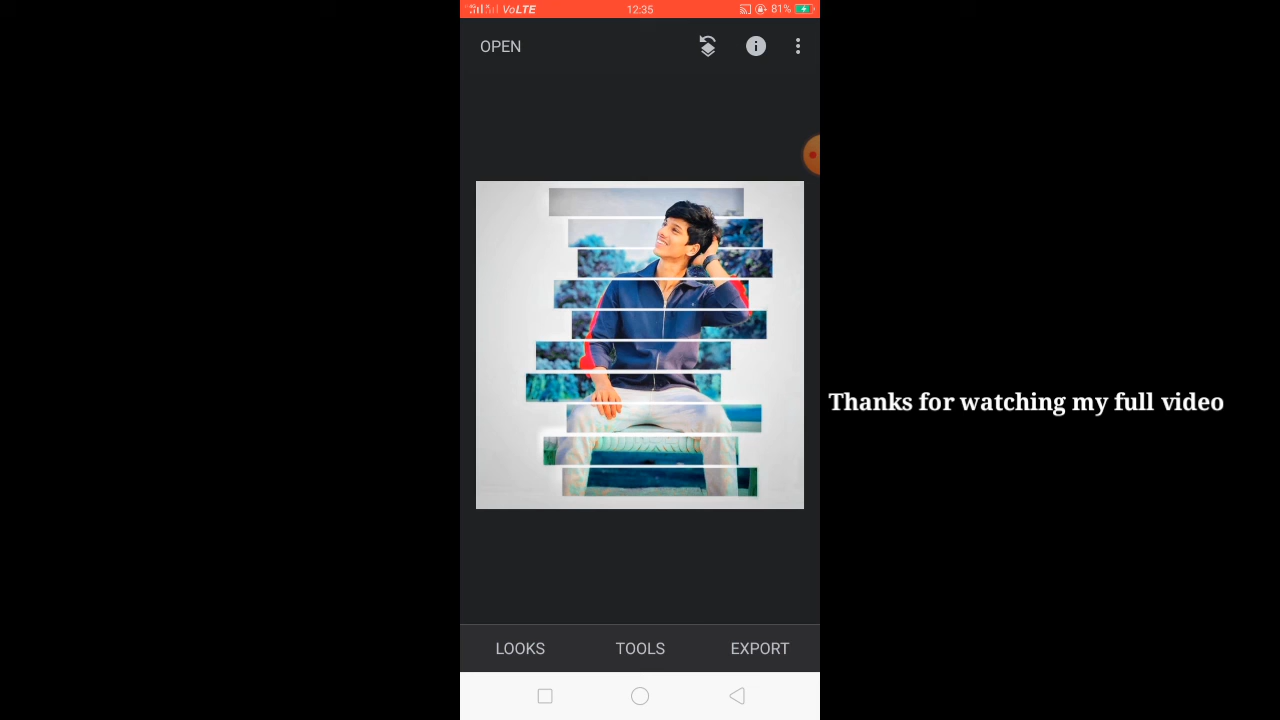 VoLTE 12:35 81%
OPEN
Thanks for watching my full video
LOOKS TOOLS EXPORT